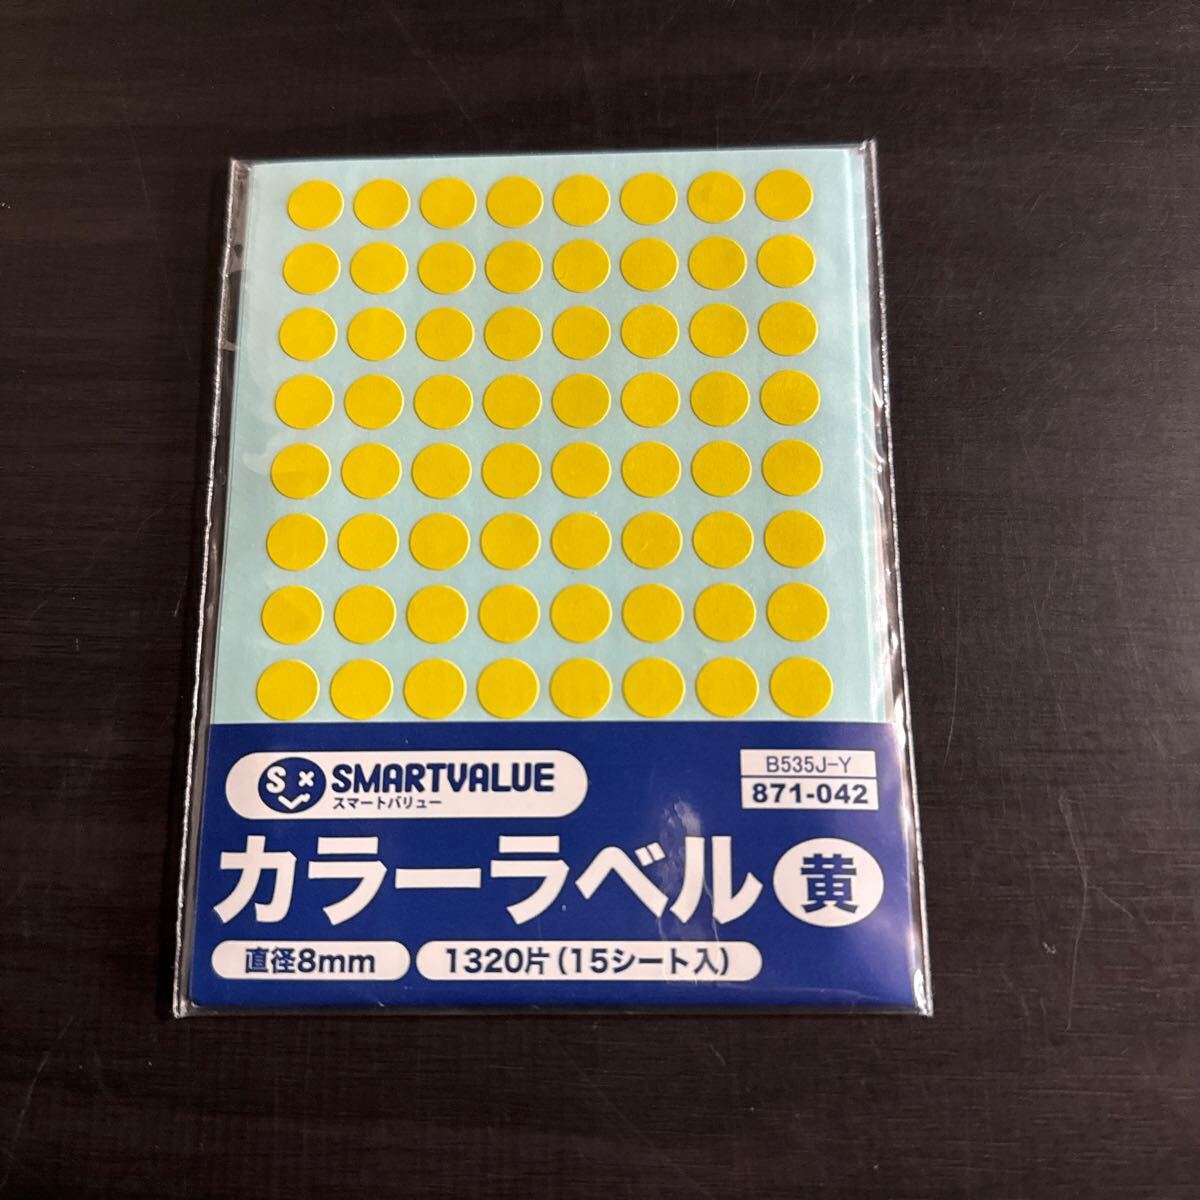 SMARTVALUE
スマートバリュー
B535J-Y
871-042
カラーラベル 黄
直径8mm
1320片(15シート入)